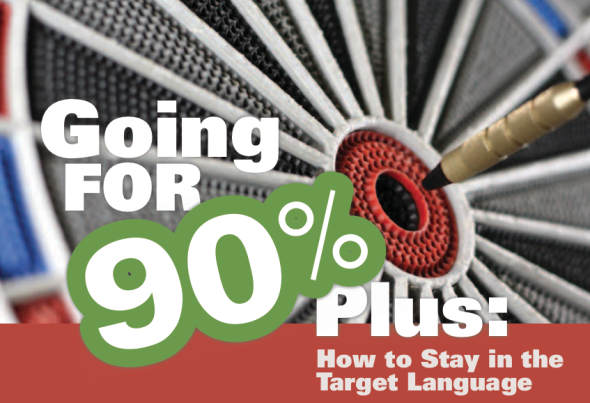 Going
FOR
90%
Plus:
How to Stay in the
Target Language